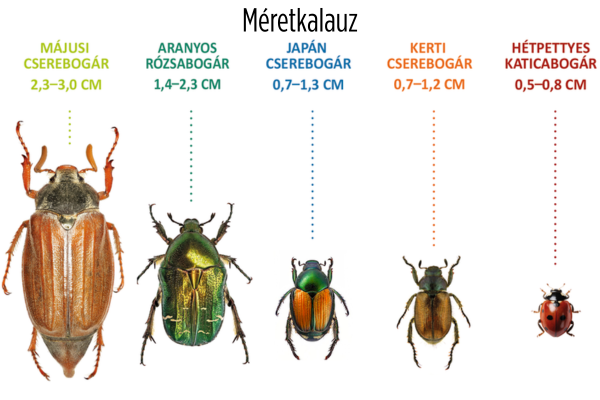 Méretkalauz
MÁJUSI
CSEREBOGÁR
2,3–3,0 CM
ARANYOS
RÓZSABOGÁR
1,4–2,3 CM
JAPÁN
CSEREBOGÁR
0,7–1,3 CM
KERTI
CSEREBOGÁR
0,7–1,2 CM
HÉTPETTYES
KATICABOGÁR
0,5–0,8 CM